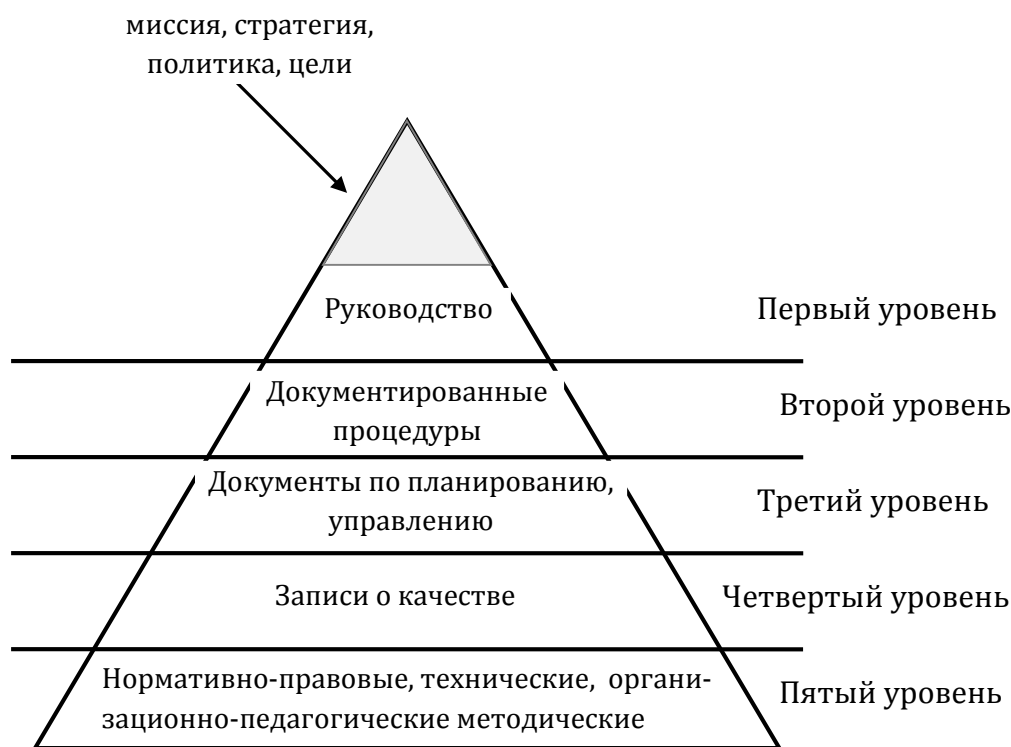 миссия, стратегия,
политика, цели
Руководство
Первый уровень
Документированные
процедуры
Второй уровень
Документы по планированию,
управлению
Третий уровень
Записи о качестве
Четвертый уровень
Нормативно-правовые, технические, органи-
зационно-педагогические методические
Пятый уровень